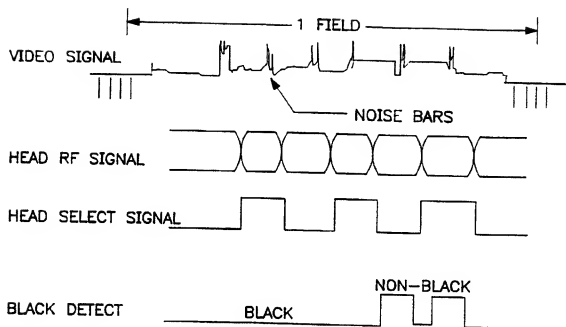 1 FIELD
VIDEO SIGNAL
NOISE BARS
HEAD RF SIGNAL
HEAD SELECT SIGNAL
NON-BLACK
BLACK DETECT
BLACK